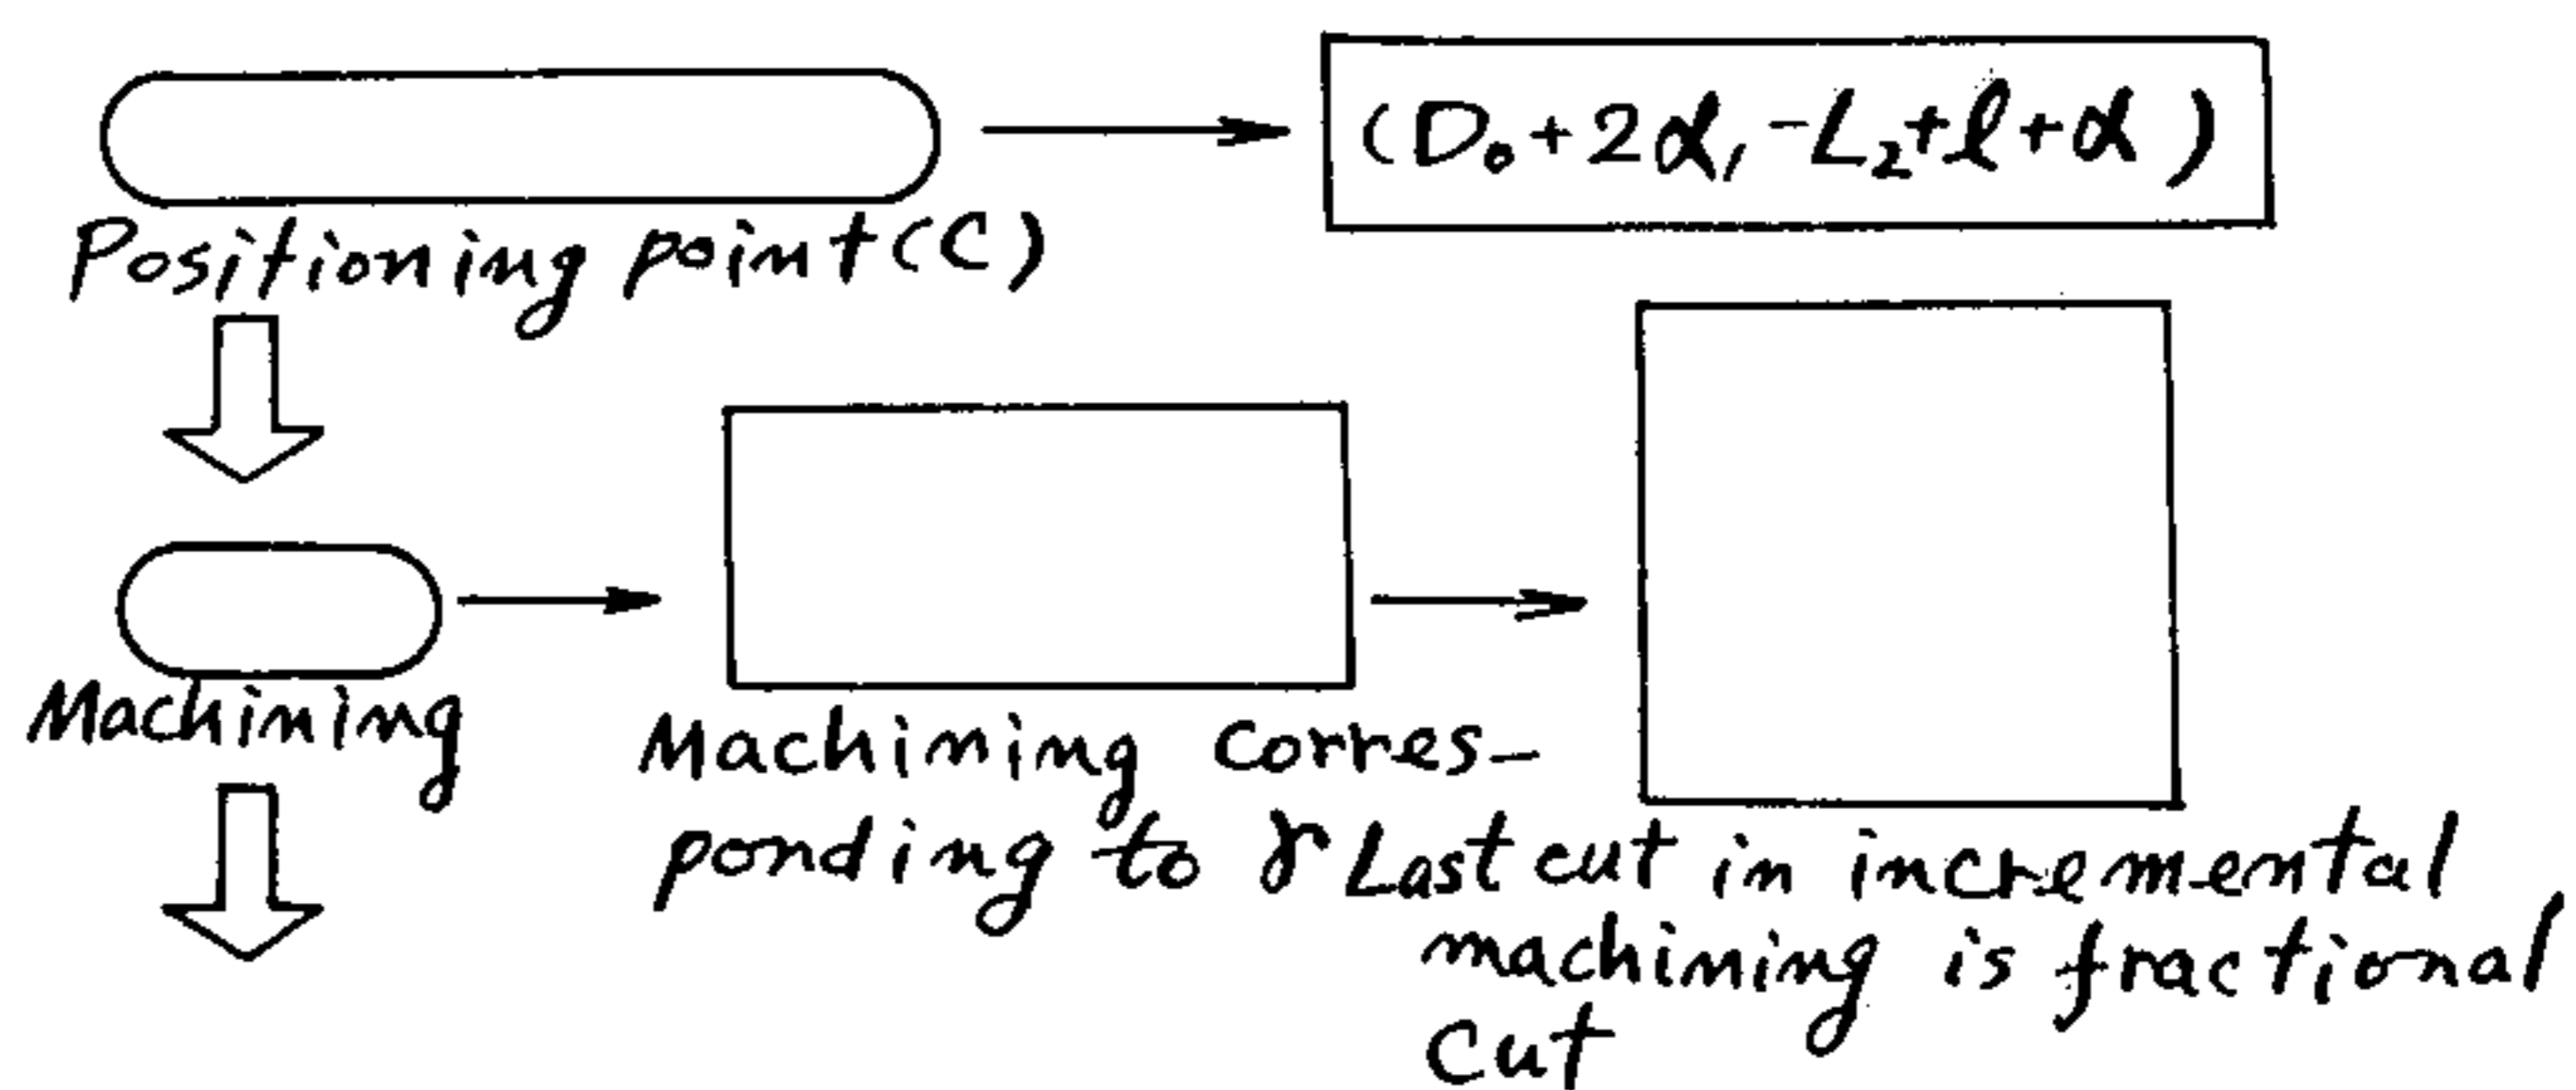 (D₀+2α₁-L₂+l+α)
Positioning point(C)
Machining
Machining corres-
ponding to γ
Last cut in incremental
machining is fractional
cut